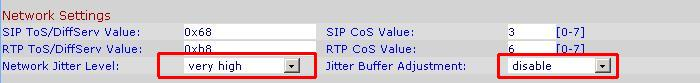 Network Settings
SIP ToS/DiffServ Value: 0x68 SIP CoS Value: 3 [0-7]
RTP ToS/DiffServ Value: 0xb8 RTP CoS Value: 6 [0-7]
Network Jitter Level: very high Jitter Buffer Adjustment: disable